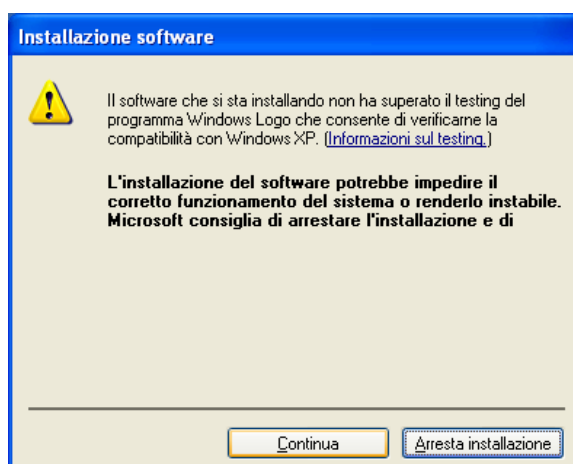 Installazione software
Il software che si sta installando non ha superato il testing del
programma Windows Logo che consente di verificarne la
compatibilità con Windows XP. (Informazioni sul testing.)
L'installazione del software potrebbe impedire il
corretto funzionamento del sistema o renderlo instabile.
Microsoft consiglia di arrestare l'installazione e di
Continua
Arresta installazione